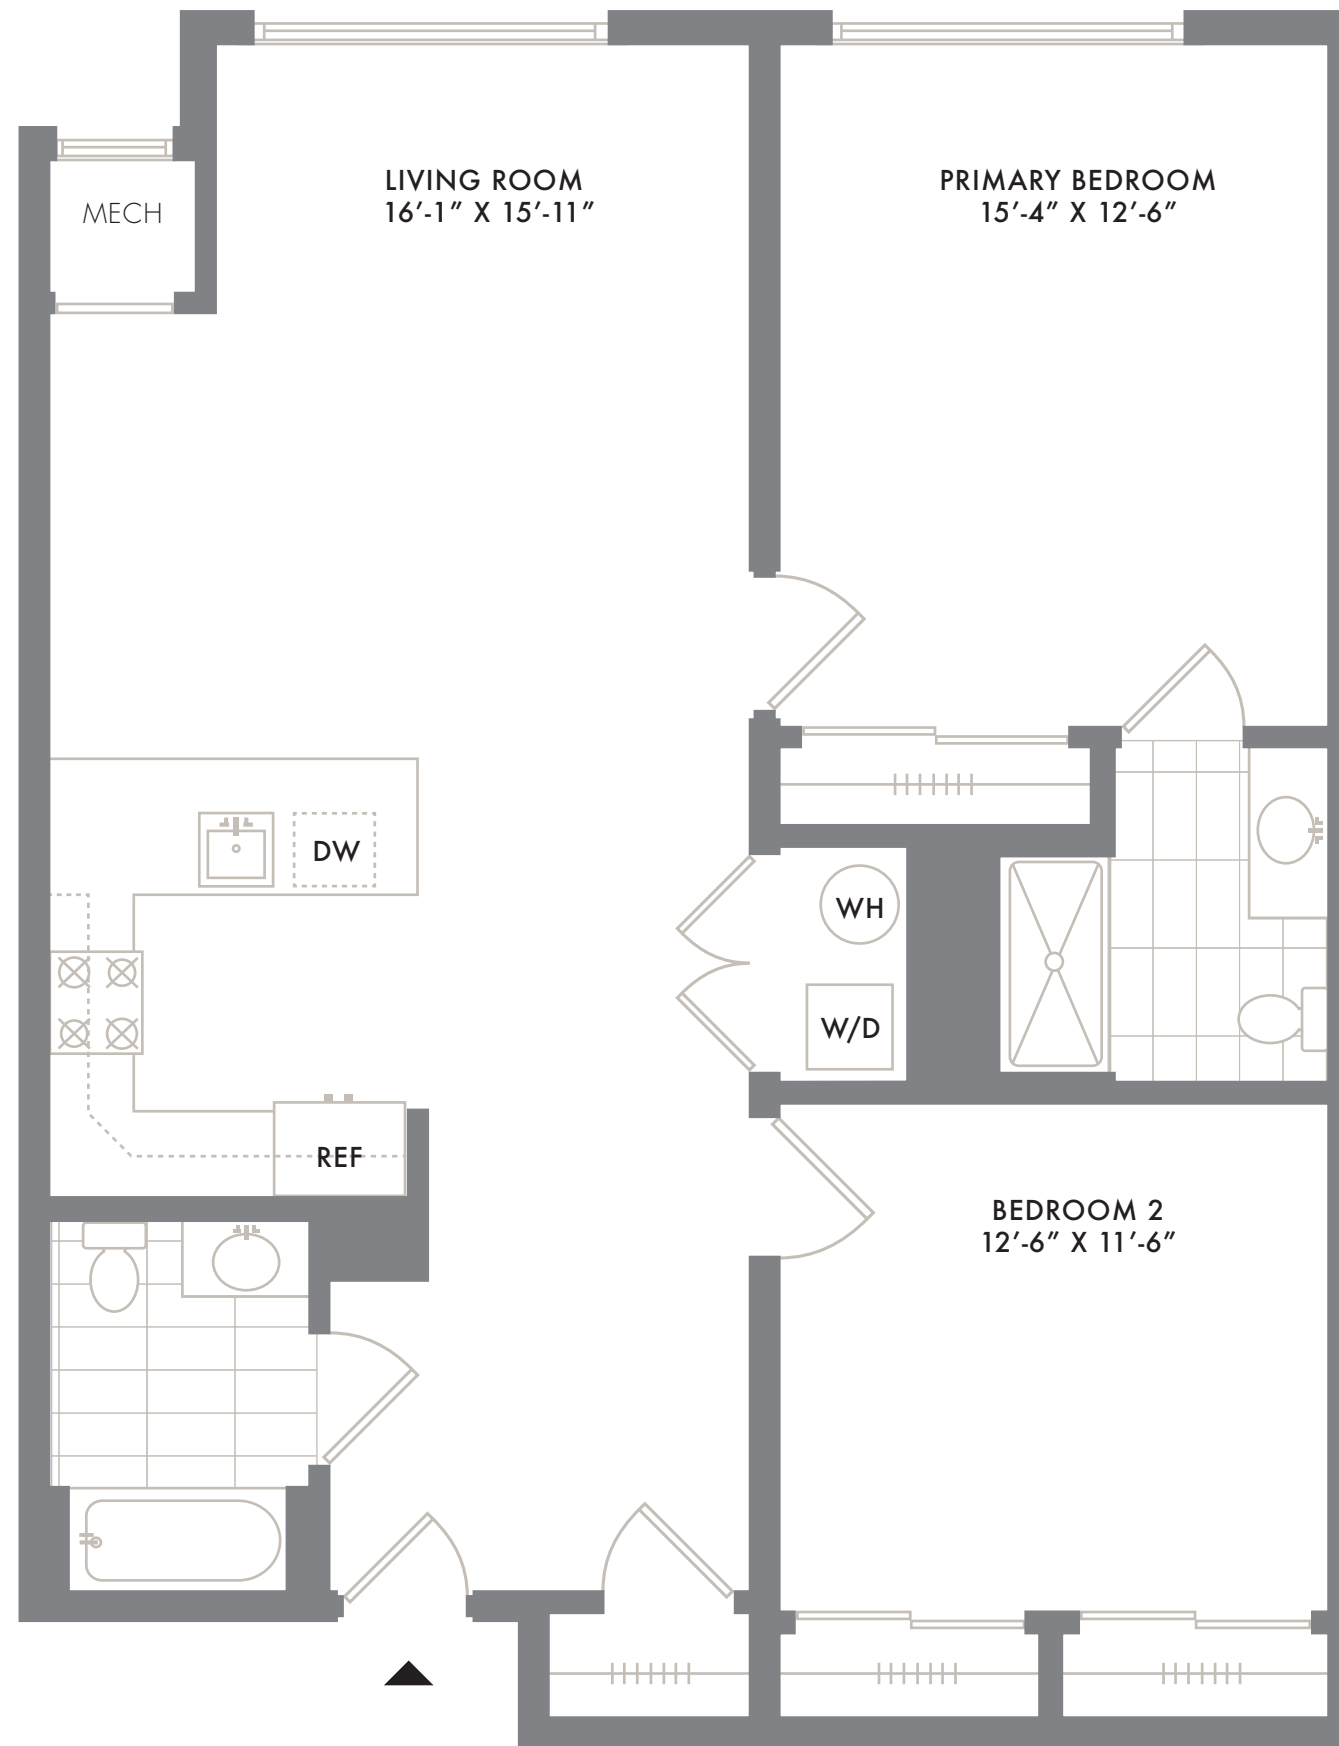 LIVING ROOM
16′-1″ X 15′-11″
PRIMARY BEDROOM
15′-4″ X 12′-6″
MECH
DW
WH
W/D
REF
BEDROOM 2
12′-6″ X 11′-6″